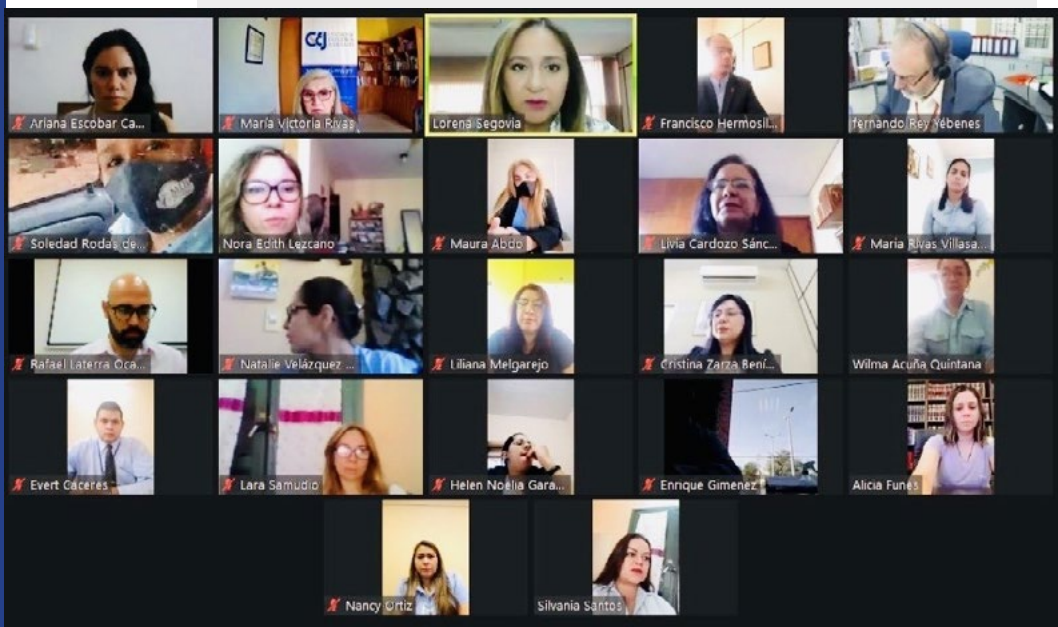 Ariana Escobar Ca...
María Victoria Rivas
Lorena Segovia
Francisco Hermosil...
fernando Rey Yébenes
CEJ
Soledad Rodas de...
Nora Edith Lezcano
Maura Abdo
Livia Cardozo Sánc...
María Rivas Villasa...
Rafael Laterra Oca...
Natalie Velázquez ...
Liliana Melgarejo
Cristina Zarza Bení...
Wilma Acuña Quintana
Evert Caceres
Lara Samudio
Helen Noelia Gara...
Enrique Gimenez
Alicia Funes
Nancy Ortiz
Silvania Santos